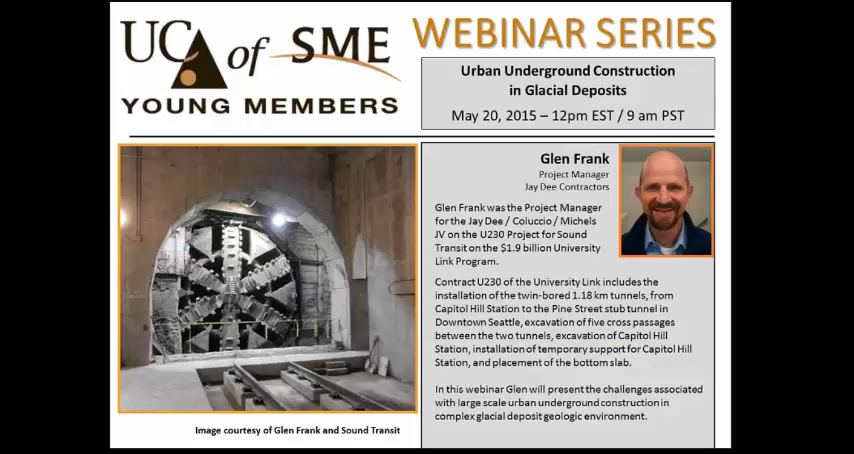 UCA of SME
YOUNG MEMBERS
WEBINAR SERIES
Urban Underground Construction
in Glacial Deposits
May 20, 2015 – 12pm EST / 9 am PST
Glen Frank
Project Manager
Jay Dee Contractors
Glen Frank was the Project Manager
for the Jay Dee / Coluccio / Michels
JV on the U230 Project for Sound
Transit on the $1.9 billion University
Link Program.
Contract U230 of the University Link includes the
installation of the twin-bored 1.18 km tunnels, from
Capitol Hill Station to the Pine Street stub tunnel in
Downtown Seattle, excavation of five cross passages
between the two tunnels, excavation of Capitol Hill
Station, installation of temporary support for Capitol Hill
Station, and placement of the bottom slab.
In this webinar Glen will present the challenges associated
with large scale urban underground construction in
complex glacial deposit geologic environment.
Image courtesy of Glen Frank and Sound Transit